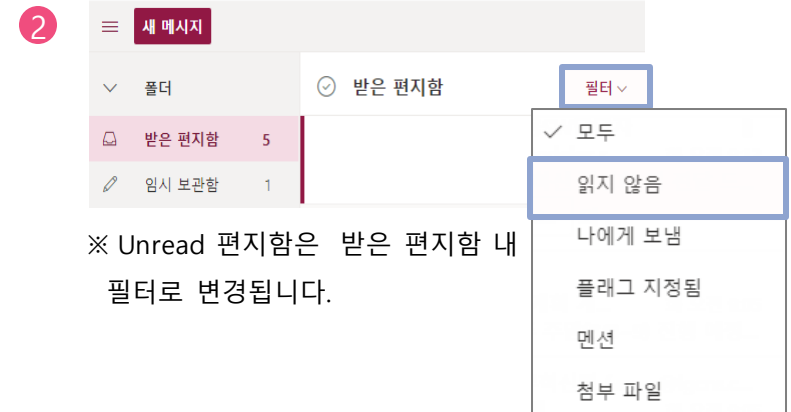 2
새 메시지
폴더
받은 편지함 필터
받은 편지함 5
임시 보관함 1
모두
읽지 않음
나에게 보냄
플래그 지정됨
멘션
첨부 파일
※ Unread 편지함은 받은 편지함 내
필터로 변경됩니다.